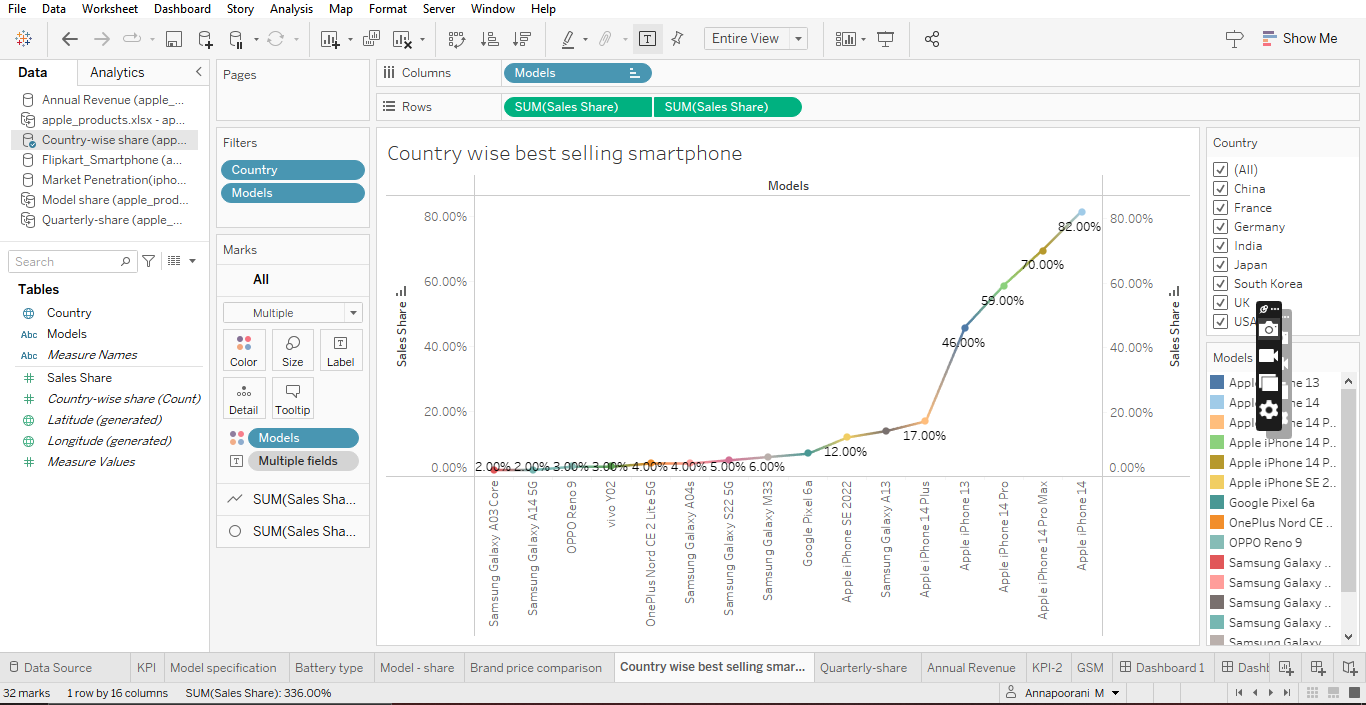 File Data Worksheet Dashboard Story Analysis Map Format Server Window Help
Entire View
Show Me
Data Analytics
Annual Revenue (apple_...
apple_products.xlsx - ap...
Country-wise share (app...
Flipkart_Smartphone (a...
Market Penetration(ipho...
Model share (apple_prod...
Quarterly-share (apple_...
Search
Tables
Country
Abc Models
Abc Measure Names
Sales Share
Country-wise share (Count)
Latitude (generated)
Longitude (generated)
Measure Values
Pages
Filters
Country
Models
Marks
All
Multiple
Color Size Label
Detail Tooltip
Models
Multiple fields
SUM(Sales Sha...
SUM(Sales Sha...
Columns Models
Rows SUM(Sales Share) SUM(Sales Share)
Country wise best selling smartphone
Models
80.00%
60.00%
40.00%
20.00%
0.00%
Sales Share
2.00% 2.00% 3.00% 3.00% 4.00% 4.00% 5.00% 6.00% 12.00% 17.00% 46.00% 59.00% 70.00% 82.00%
80.00%
60.00%
40.00%
20.00%
0.00%
Sales Share
Samsung Galaxy A03 Core
Samsung Galaxy A14 5G
OPPO Reno 9
vivo Y02
OnePlus Nord CE 2 Lite 5G
Samsung Galaxy A04s
Samsung Galaxy S22 5G
Samsung Galaxy M33
Google Pixel 6a
Apple iPhone SE 2022
Samsung Galaxy A13
Apple iPhone 14 Plus
Apple iPhone 13
Apple iPhone 14 Pro
Apple iPhone 14 Pro Max
Apple iPhone 14
Country
(All)
China
France
Germany
India
Japan
South Korea
UK
USA
Models
13
14
Apple iPhone 14 P..
Apple iPhone 14 P..
Apple iPhone 14 P..
Apple iPhone SE 2..
Google Pixel 6a
OnePlus Nord CE ..
OPPO Reno 9
Samsung Galaxy ..
Samsung Galaxy ..
Samsung Galaxy ..
Samsung Galaxy ..
Samsung Galaxy
Data Source KPI Model specification Battery type Model - share Brand price comparison Country wise best selling smar... Quarterly-share Annual Revenue KPI-2 GSM Dashboard 1 Dashb
32 marks 1 row by 16 columns SUM(Sales Share): 336.00% Annapoorani M